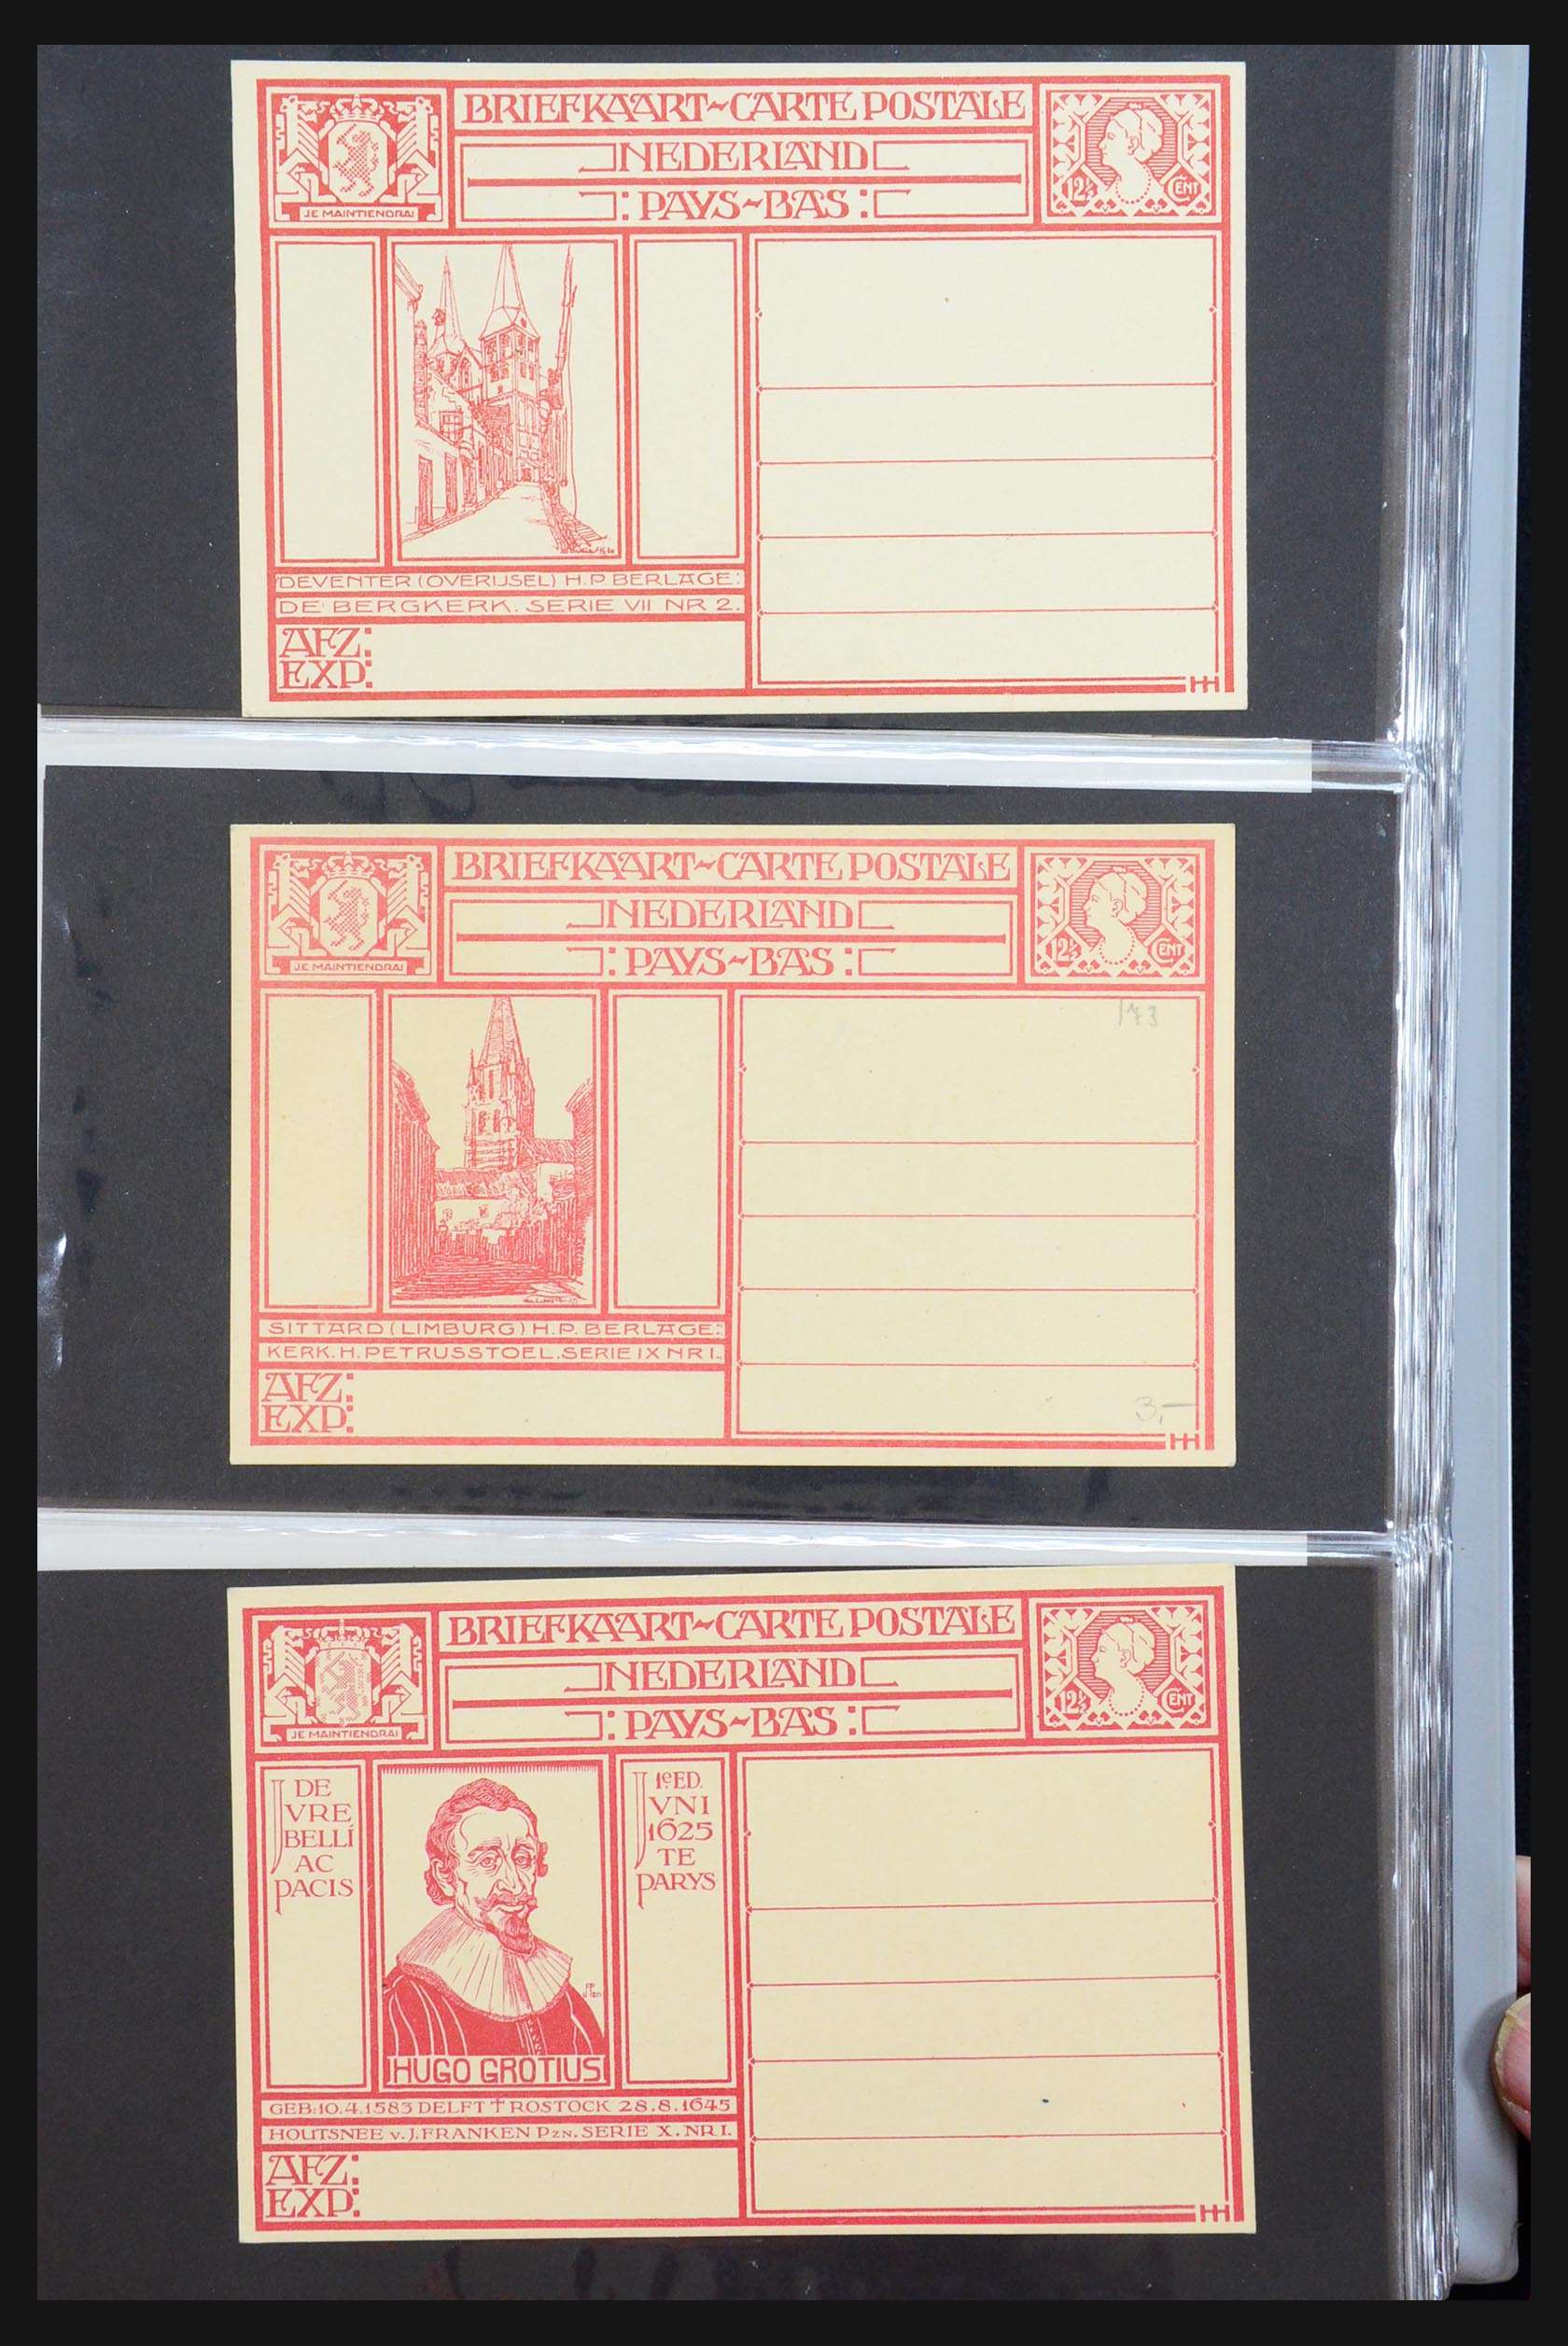 BRIEFKAART~CARTE POSTALE
NEDERLAND
PAYS~BAS
JE MAINTIENDRAI
12½ CENT
DEVENTER (OVERIJSEL) H.P. BERLAGE:
DE BERGKERK. SERIE VII NR 2.
AFZ:
EXP:
HH
BRIEFKAART~CARTE POSTALE
NEDERLAND
PAYS~BAS
JE MAINTIENDRAI
12½ CENT
173
SITTARD (LIMBURG) H.P. BERLAGE:
KERK. H. PETRUSSTOEL. SERIE IX NR 1.
AFZ:
EXP:
3,—
HH
BRIEFKAART~CARTE POSTALE
NEDERLAND
PAYS~BAS
JE MAINTIENDRAI
12½ CENT
DE
JVRE
BELLI
AC
PACIS
1e ED.
JVNI
1625
TE
PARYS
HUGO GROTIUS
GEB: 10.4.1583 DELFT † ROSTOCK 28.8.1645
HOUTSNEE v. J. FRANKEN PZN. SERIE X. NR 1.
AFZ:
EXP:
HH